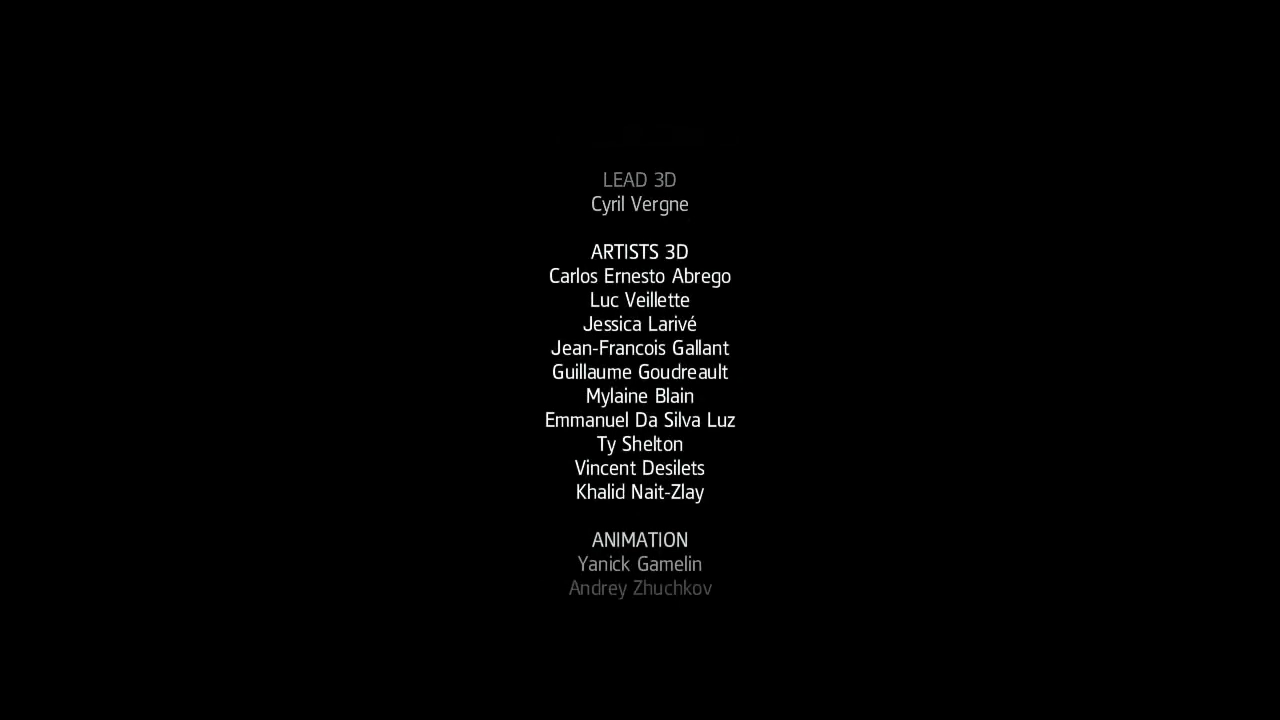 LEAD 3D
Cyril Vergne
ARTISTS 3D
Carlos Ernesto Abrego
Luc Veillette
Jessica Larivé
Jean-Francois Gallant
Guillaume Goudreault
Mylaine Blain
Emmanuel Da Silva Luz
Ty Shelton
Vincent Desilets
Khalid Nait-Zlay
ANIMATION
Yanick Gamelin
Andrey Zhuchkov